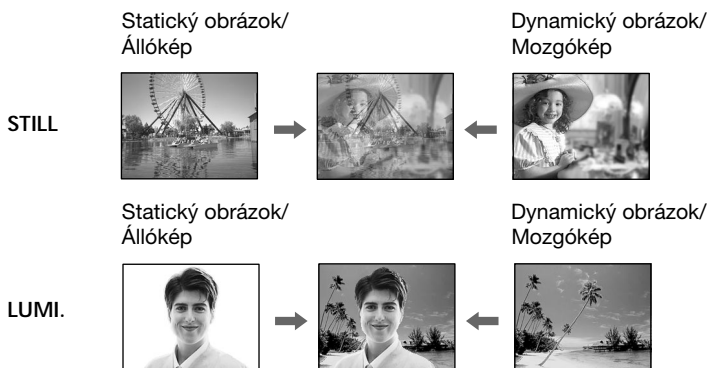 Statický obrázok/
Állókép
Dynamický obrázok/
Mozgókép
STILL
Statický obrázok/
Állókép
Dynamický obrázok/
Mozgókép
LUMI.